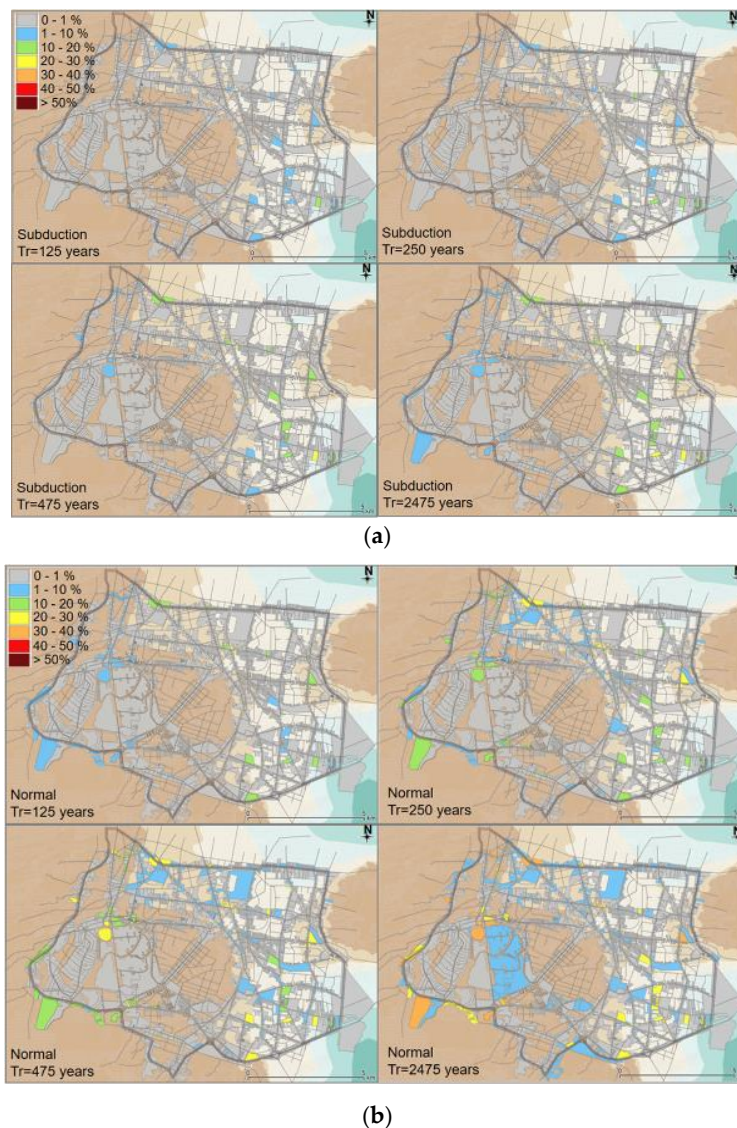 0 - 1 %
1 - 10 %
10 - 20 %
20 - 30 %
30 - 40 %
40 - 50 %
> 50%
N
Subduction
Tr=125 years
N
Subduction
Tr=250 years
N
Subduction
Tr=475 years
N
Subduction
Tr=2475 years
(a)
0 - 1 %
1 - 10 %
10 - 20 %
20 - 30 %
30 - 40 %
40 - 50 %
> 50%
N
Normal
Tr=125 years
N
Normal
Tr=250 years
N
Normal
Tr=475 years
N
Normal
Tr=2475 years
(b)